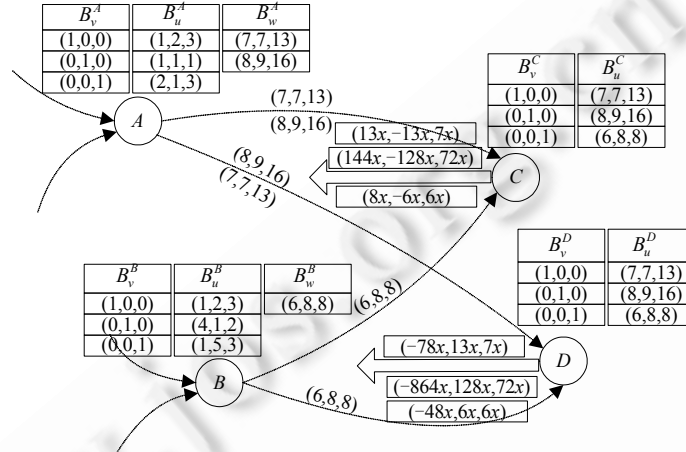 B_v^A B_u^A B_w^A
(1,0,0) (1,2,3) (7,7,13)
(0,1,0) (1,1,1) (8,9,16)
(0,0,1) (2,1,3)
A
(7,7,13)
(8,9,16)
(8,9,16)
(7,7,13)
B_v^C B_u^C
(1,0,0) (7,7,13)
(0,1,0) (8,9,16)
(0,0,1) (6,8,8)
(13x,−13x,7x)
(144x,−128x,72x)
(8x,−6x,6x)
C
B_v^B B_u^B B_w^B
(1,0,0) (1,2,3) (6,8,8)
(0,1,0) (4,1,2)
(0,0,1) (1,5,3)
B
(6,8,8)
(6,8,8)
B_v^D B_u^D
(1,0,0) (7,7,13)
(0,1,0) (8,9,16)
(0,0,1) (6,8,8)
(−78x,13x,7x)
(−864x,128x,72x)
(−48x,6x,6x)
D